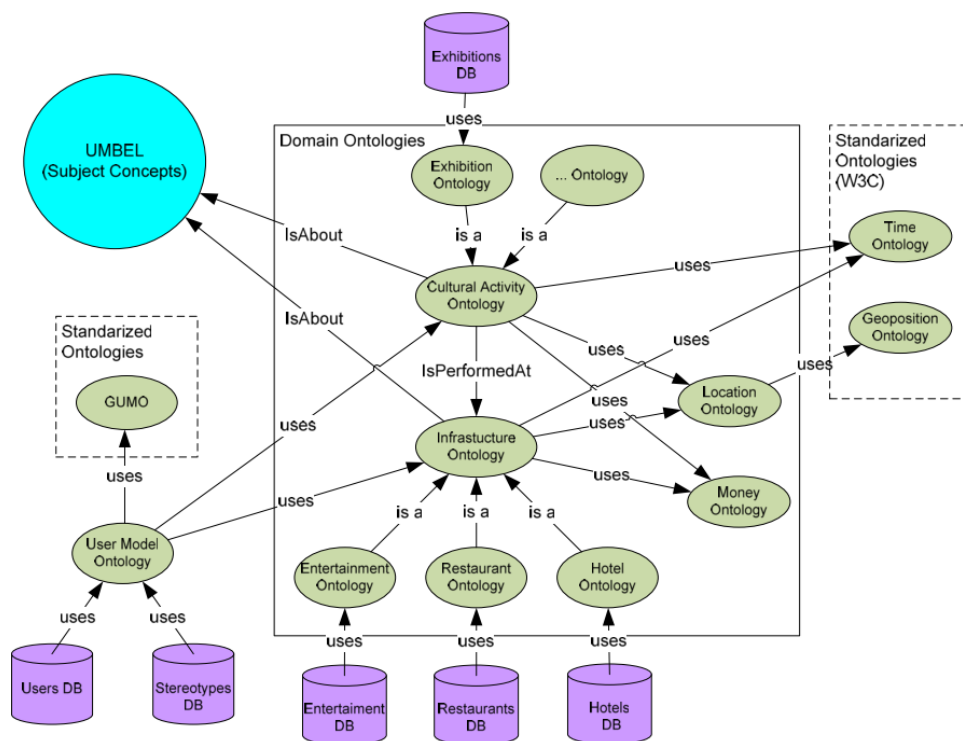 Exhibitions
DB
uses
UMBEL
(Subject Concepts)
Domain Ontologies
Exhibition
Ontology
... Ontology
Standarized
Ontologies
(W3C)
IsAbout
is a
is a
Time
Ontology
Cultural Activity
Ontology
uses
IsAbout
Standarized
Ontologies
Geoposition
Ontology
uses
uses
uses
IsPerformedAt
GUMO
uses
Location
Ontology
uses
uses
Infrastucture
Ontology
uses
uses
uses
uses
Money
Ontology
is a
is a
is a
User Model
Ontology
Entertainment
Ontology
Restaurant
Ontology
Hotel
Ontology
uses
uses
uses
uses
uses
Users DB
Stereotypes
DB
Entertaiment
DB
Restaurants
DB
Hotels
DB